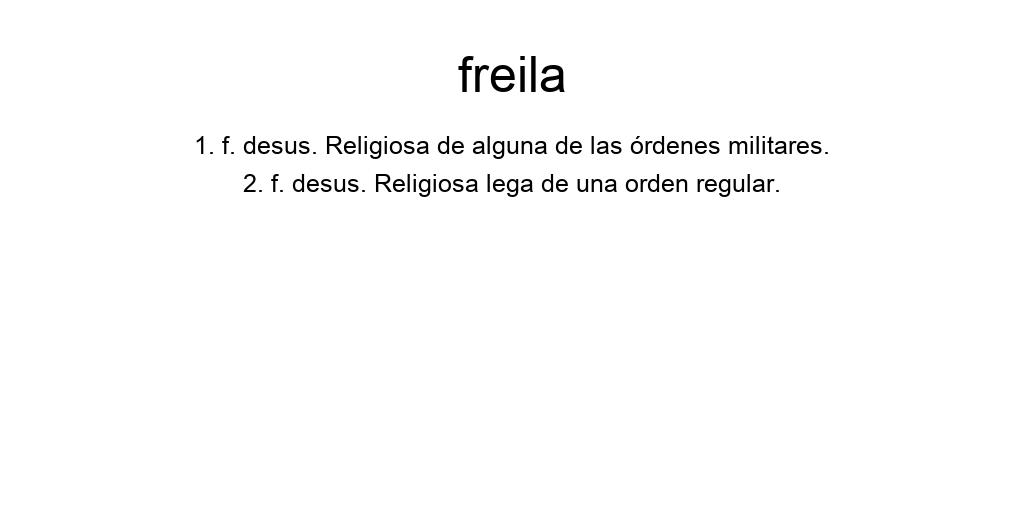 freila
1. f. desus. Religiosa de alguna de las órdenes militares.
2. f. desus. Religiosa lega de una orden regular.